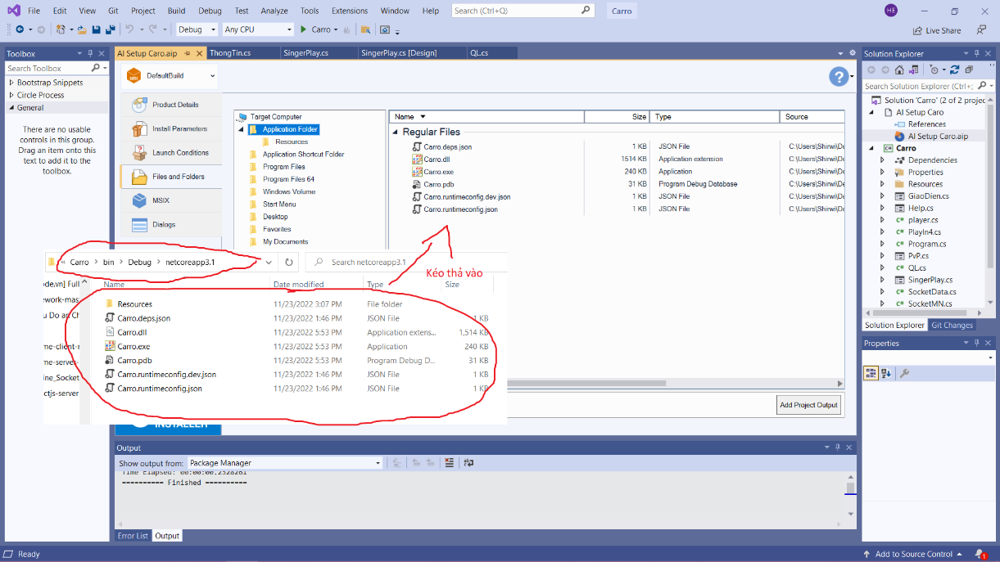 File Edit View Git Project Build Debug Test Analyze Tools Extensions Window Help Search (Ctrl+Q) Carro HE
Debug Any CPU Carro Live Share
Toolbox
Search Toolbox
Bootstrap Snippets
Circle Process
General
There are no usable
controls in this group.
Drag an item onto this
text to add it to the
toolbox.
AI Setup Caro.aip ThongTin.cs SingerPlay.cs SingerPlay.cs [Design] QL.cs
MSI DefaultBuild
Product Details
Install Parameters
Launch Conditions
Files and Folders
MSIX
Dialogs
INSTALLER
Target Computer
Application Folder
Resources
Application Shortcut Folder
Program Files
Program Files 64
Windows Volume
Start Menu
Desktop
Favorites
My Documents
Name Size Type Source
Regular Files
Carro.deps.json 1 KB JSON File C:\Users\Shirwi\De
Carro.dll 1514 KB Application extension C:\Users\Shirwi\De
Carro.exe 240 KB Application C:\Users\Shirwi\De
Carro.pdb 31 KB Program Debug Database C:\Users\Shirwi\De
Carro.runtimeconfig.dev.json 1 KB JSON File C:\Users\Shirwi\De
Carro.runtimeconfig.json 1 KB JSON File C:\Users\Shirwi\De
Add Project Output
« Carro > bin > Debug > netcoreapp3.1 Search netcoreapp3.1
Kéo thả vào
Name Date modified Type Size
Resources 11/23/2022 3:07 PM File folder
Carro.deps.json 11/23/2022 1:46 PM JSON File 1 KB
Carro.dll 11/23/2022 5:53 PM Application extens... 1,514 KB
Carro.exe 11/23/2022 5:53 PM Application 240 KB
Carro.pdb 11/23/2022 5:53 PM Program Debug D... 31 KB
Carro.runtimeconfig.dev.json 11/23/2022 1:46 PM JSON File 1 KB
Carro.runtimeconfig.json 11/23/2022 1:46 PM JSON File 1 KB
ode.vn] Full
ework-mas
u Do an Ch
me-client-r
me-server-
ine_Socket
ctjs-server
Output
Show output from: Package Manager
Time Elapsed: 00:00:00.2528261
========== Finished ==========
Error List Output
Solution Explorer
Search Solution Explorer (Ctrl+;
Solution 'Carro' (2 of 2 projec
AI Setup Caro
References
AI Setup Caro.aip
Carro
Dependencies
Properties
Resources
GiaoDien.cs
Help.cs
player.cs
PlayIn4.cs
Program.cs
PvP.cs
QL.cs
SingerPlay.cs
SocketData.cs
SocketMN.cs
Solution Explorer Git Changes
Properties
Ready Add to Source Control 1